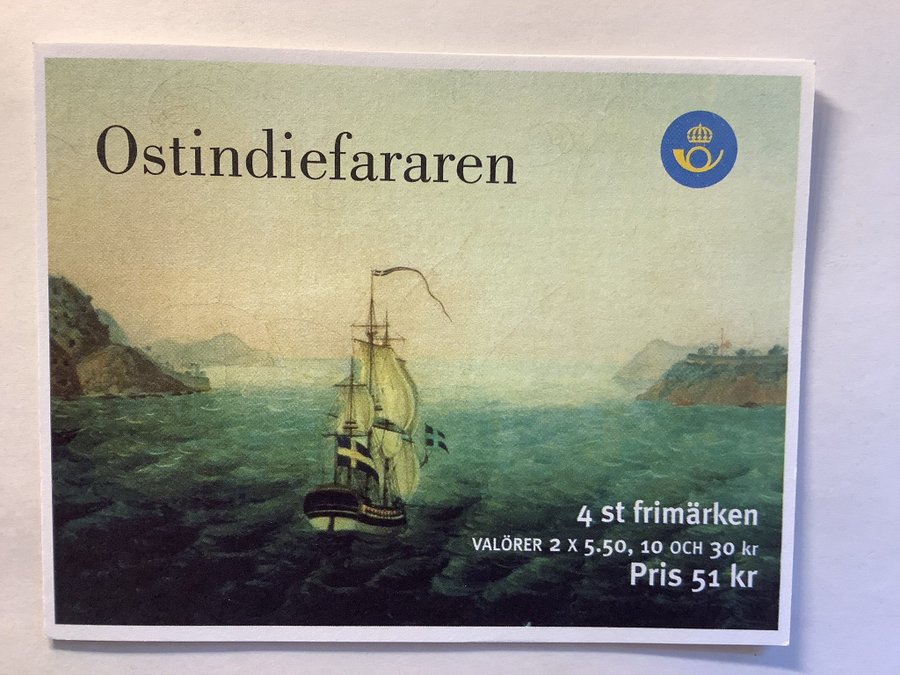 Ostindiefararen
4 st frimärken
VALÖRER 2 X 5.50, 10 OCH 30 kr
Pris 51 kr